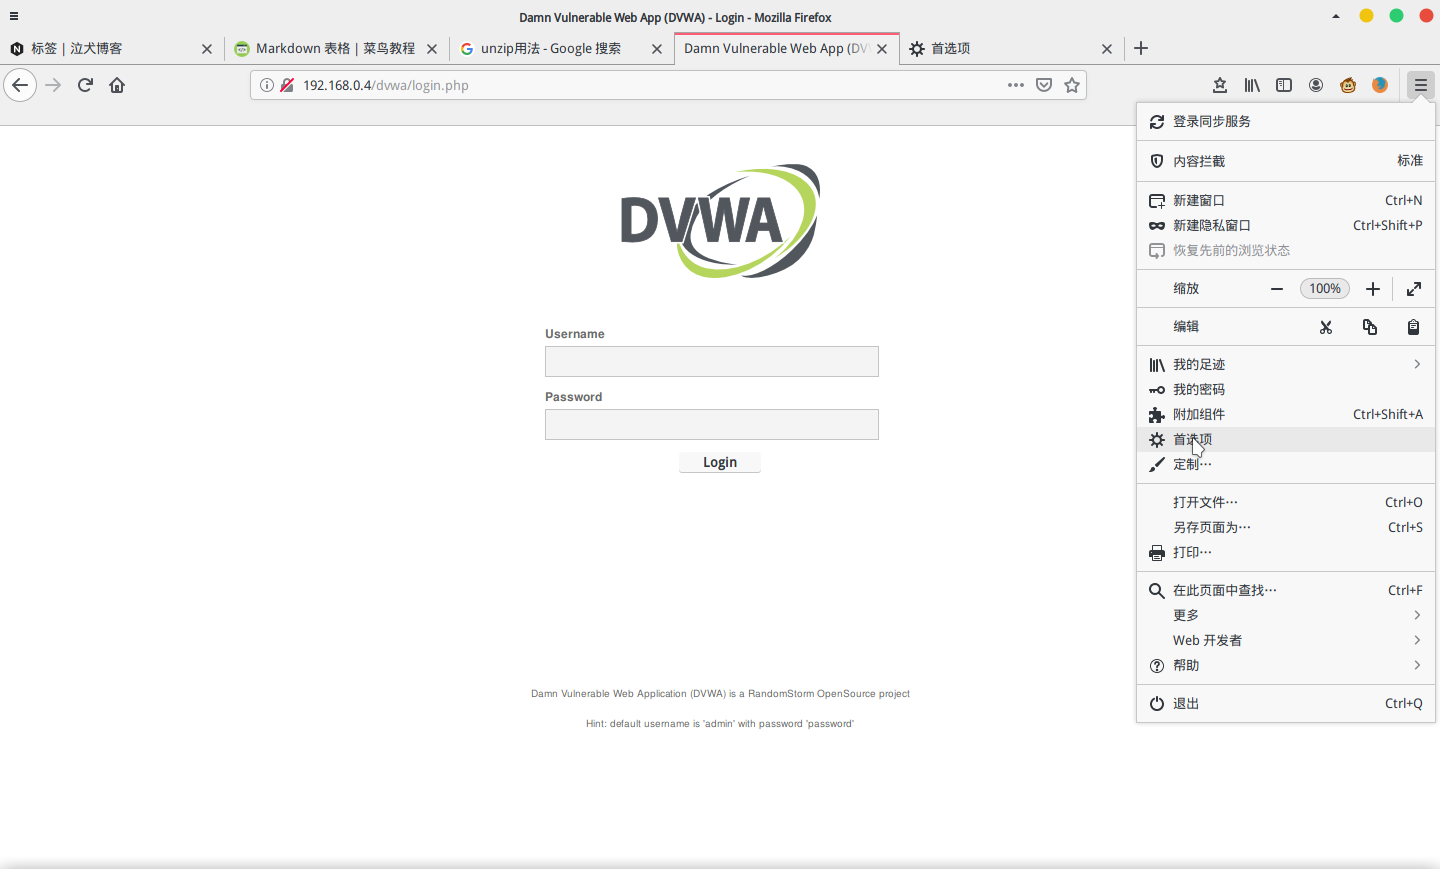 Damn Vulnerable Web App (DVWA) - Login - Mozilla Firefox
标签 | 泣犬博客
Markdown 表格 | 菜鸟教程
unzip用法 - Google 搜索
Damn Vulnerable Web App (DV
首选项
192.168.0.4/dvwa/login.php
DVWA
Username
Password
Login
Damn Vulnerable Web Application (DVWA) is a RandomStorm OpenSource project
Hint: default username is 'admin' with password 'password'
登录同步服务
内容拦截 标准
新建窗口 Ctrl+N
新建隐私窗口 Ctrl+Shift+P
恢复先前的浏览状态
缩放 − 100% +
编辑
我的足迹
我的密码
附加组件 Ctrl+Shift+A
首选项
定制…
打开文件… Ctrl+O
另存页面为… Ctrl+S
打印…
在此页面中查找… Ctrl+F
更多
Web 开发者
帮助
退出 Ctrl+Q